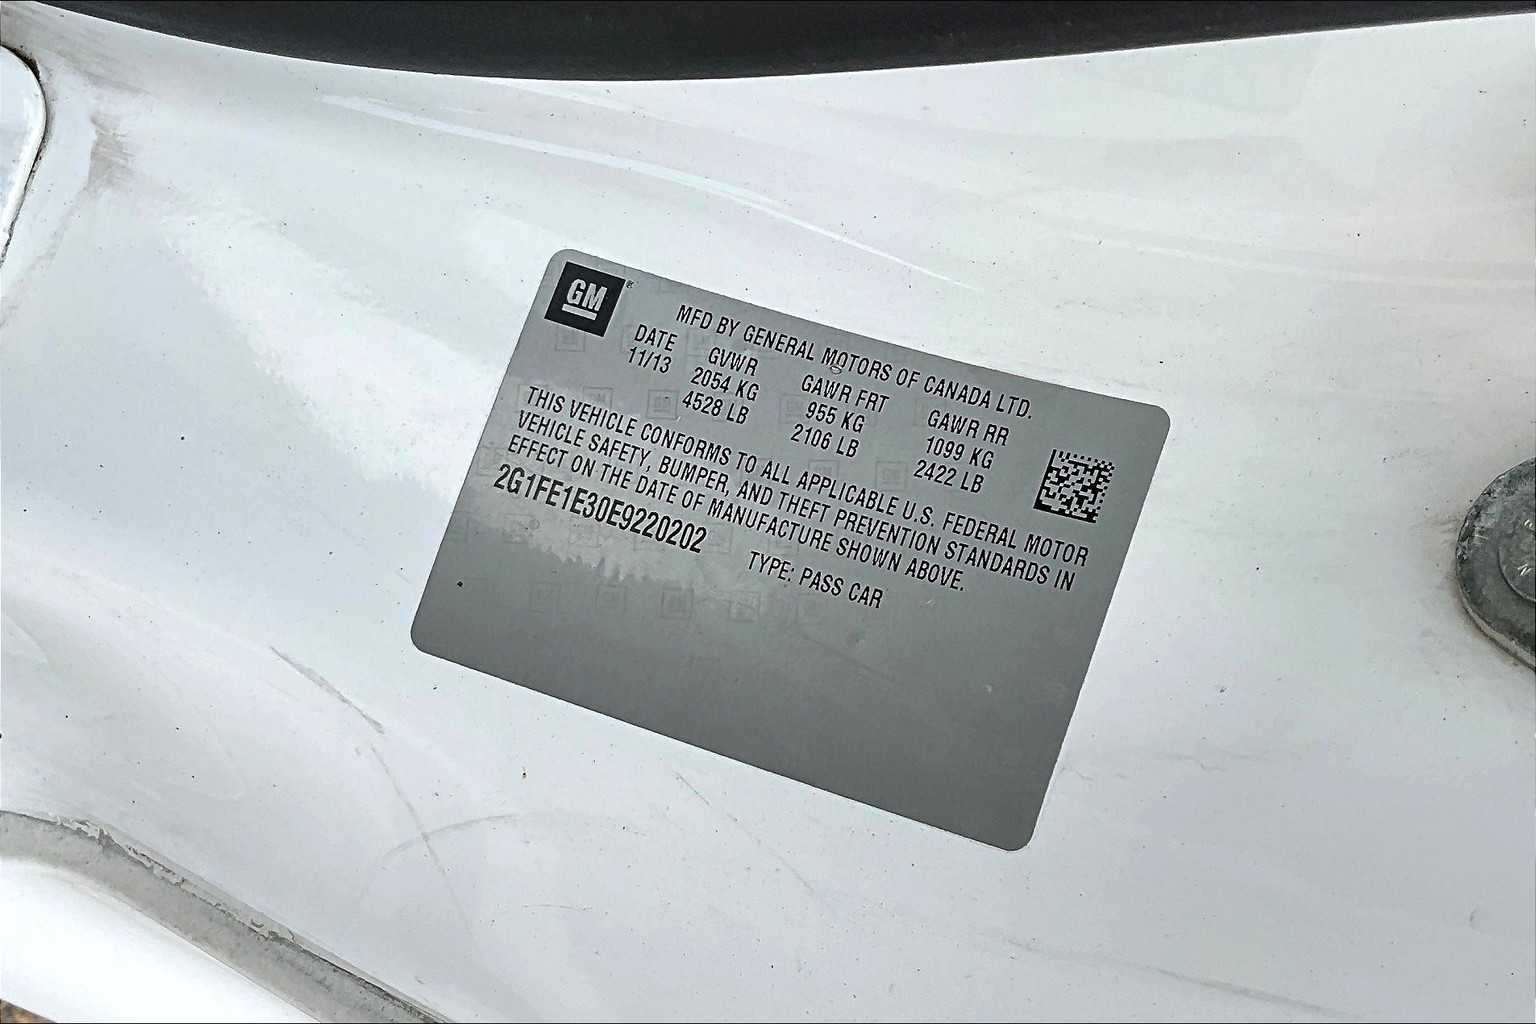 GM
MFD BY GENERAL MOTORS OF CANADA LTD.
DATE GVWR GAWR FRT GAWR RR
11/13 2054 KG 955 KG 1099 KG
4528 LB 2106 LB 2422 LB
THIS VEHICLE CONFORMS TO ALL APPLICABLE U.S. FEDERAL MOTOR
VEHICLE SAFETY, BUMPER, AND THEFT PREVENTION STANDARDS IN
EFFECT ON THE DATE OF MANUFACTURE SHOWN ABOVE.
2G1FE1E30E9220202 TYPE: PASS CAR